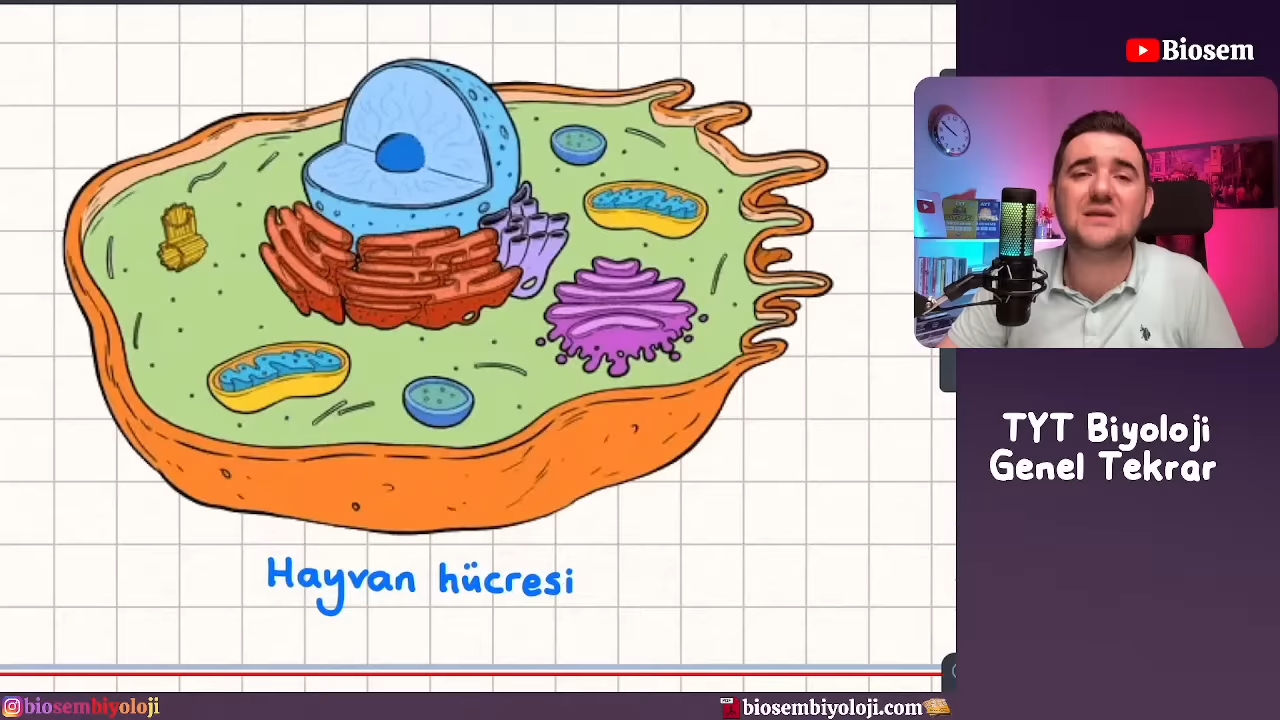 Biosem
TYT Biyoloji
Genel Tekrar
Hayvan hücresi
biosembiyoloji
biosembiyoloji.com